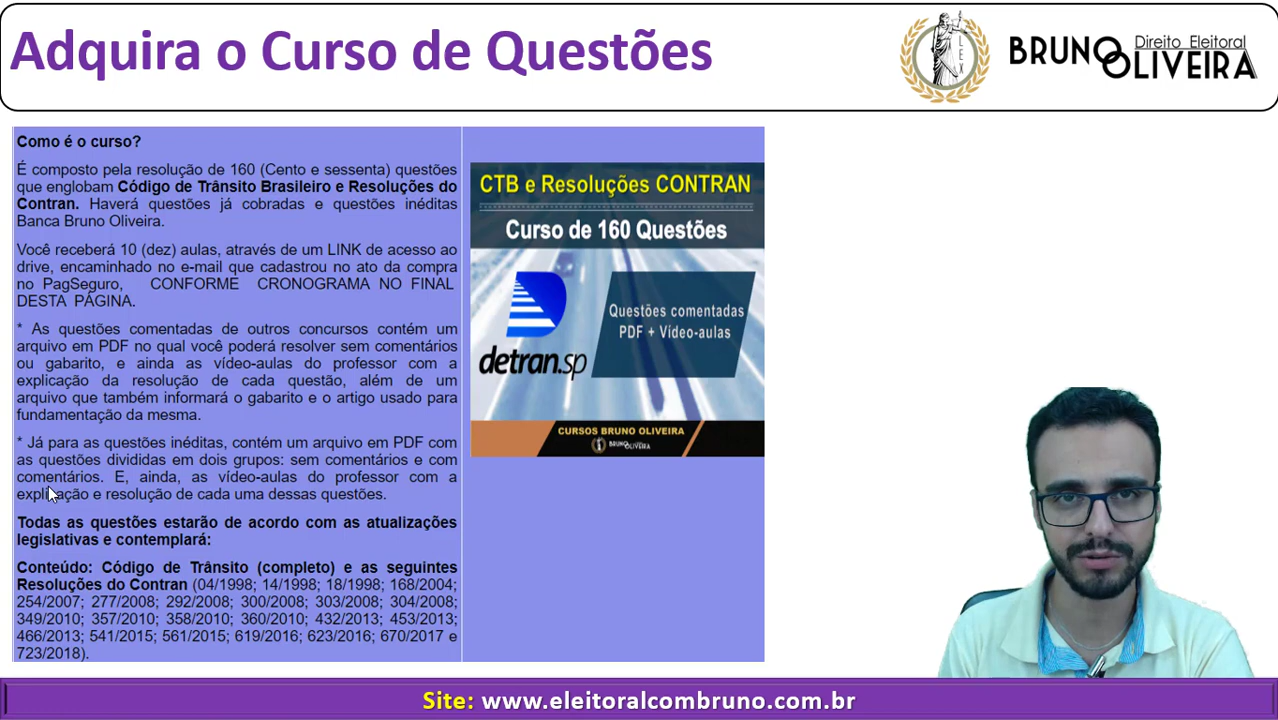 Adquira o Curso de Questões
LEX
BRUNO Direito Eleitoral
OLIVEIRA
Como é o curso?
É composto pela resolução de 160 (Cento e sessenta) questões
que englobam Código de Trânsito Brasileiro e Resoluções do
Contran. Haverá questões já cobradas e questões inéditas
Banca Bruno Oliveira.
Você receberá 10 (dez) aulas, através de um LINK de acesso ao
drive, encaminhado no e-mail que cadastrou no ato da compra
no PagSeguro, CONFORME CRONOGRAMA NO FINAL
DESTA PÁGINA.
* As questões comentadas de outros concursos contém um
arquivo em PDF no qual você poderá resolver sem comentários
ou gabarito, e ainda as vídeo-aulas do professor com a
explicação da resolução de cada questão, além de um
arquivo que também informará o gabarito e o artigo usado para
fundamentação da mesma.
* Já para as questões inéditas, contém um arquivo em PDF com
as questões divididas em dois grupos: sem comentários e com
comentários. E, ainda, as vídeo-aulas do professor com a
explicação e resolução de cada uma dessas questões.
Todas as questões estarão de acordo com as atualizações
legislativas e contemplará:
Conteúdo: Código de Trânsito (completo) e as seguintes
Resoluções do Contran (04/1998; 14/1998; 18/1998; 168/2004;
254/2007; 277/2008; 292/2008; 300/2008; 303/2008; 304/2008;
349/2010; 357/2010; 358/2010; 360/2010; 432/2013; 453/2013;
466/2013; 541/2015; 561/2015; 619/2016; 623/2016; 670/2017 e
723/2018).
CTB e Resoluções CONTRAN
Curso de 160 Questões
Questões comentadas
PDF + Vídeo-aulas
detran.sp
CURSOS BRUNO OLIVEIRA
BRUNO OLIVEIRA
Site: www.eleitoralcombruno.com.br